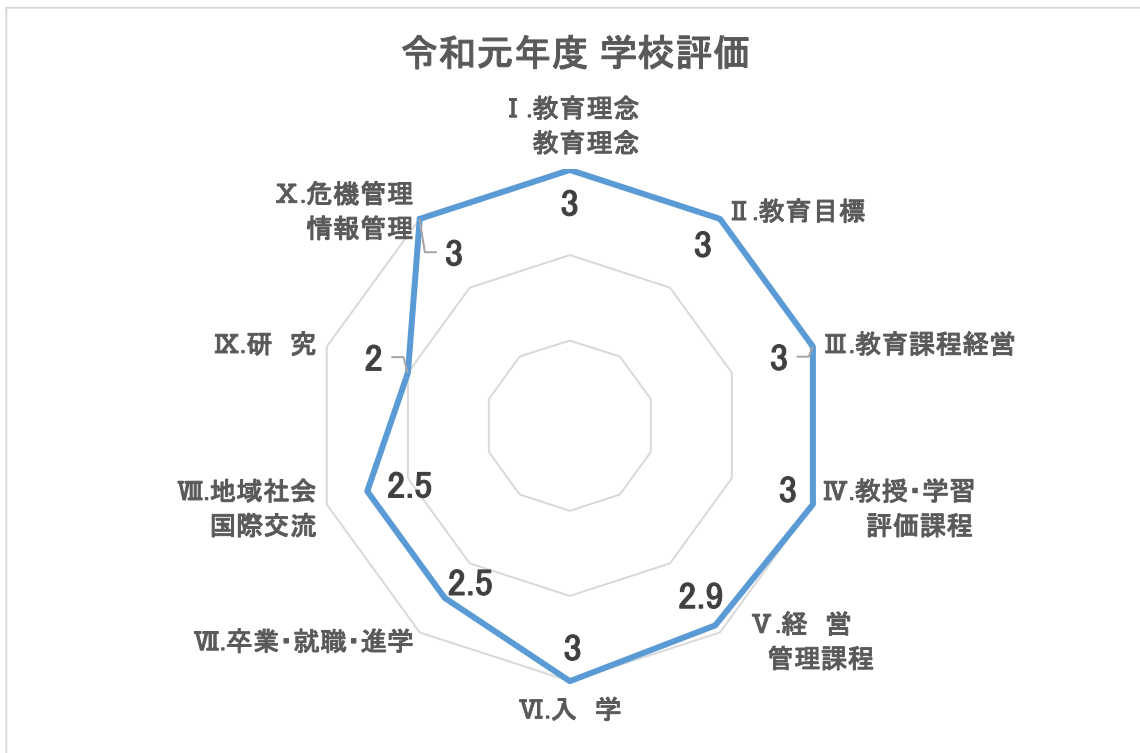 令和元年度 学校評価
Ⅰ.教育理念
教育理念
3
Ⅱ.教育目標
3
Ⅲ.教育課程経営
3
Ⅳ.教授・学習
評価課程
3
Ⅴ.経 営
管理課程
2.9
Ⅵ.入 学
3
Ⅶ.卒業・就職・進学
2.5
Ⅷ.地域社会
国際交流
2.5
Ⅸ.研 究
2
Ⅹ.危機管理
情報管理
3